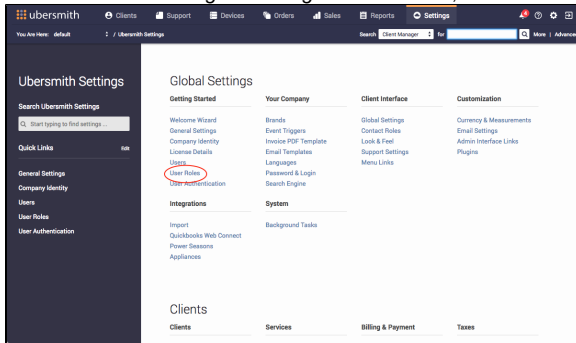 ubersmith Clients Support Devices Orders Sales Reports Settings
You Are Here: default / Ubersmith Settings Search Client Manager for More | Advanced
Ubersmith Settings
Search Ubersmith Settings
Start typing to find settings ...
Quick Links Edit
General Settings
Company Identity
Users
User Roles
User Authentication
Global Settings
Getting Started
Welcome Wizard
General Settings
Company Identity
License Details
Users
User Roles
User Authentication
Your Company
Brands
Event Triggers
Invoice PDF Template
Email Templates
Languages
Password & Login
Search Engine
Client Interface
Global Settings
Contact Roles
Look & Feel
Support Settings
Menu Links
Customization
Currency & Measurements
Email Settings
Admin Interface Links
Plugins
Integrations
Import
Quickbooks Web Connect
Power Seasons
Appliances
System
Background Tasks
Clients
Clients
Services
Billing & Payment
Taxes